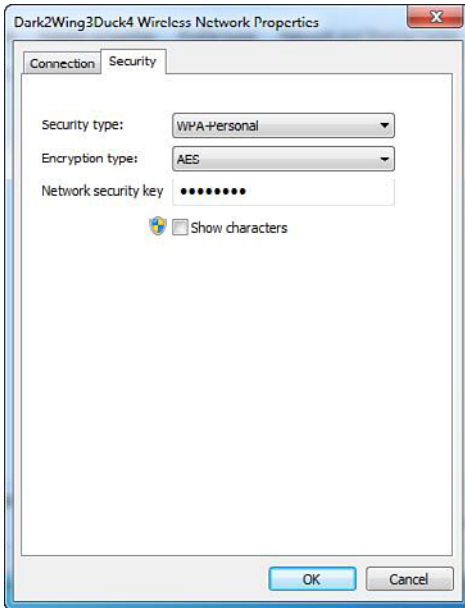 Dark2Wing3Duck4 Wireless Network Properties
Connection Security
Security type: WPA-Personal
Encryption type: AES
Network security key ••••••••
Show characters
OK Cancel